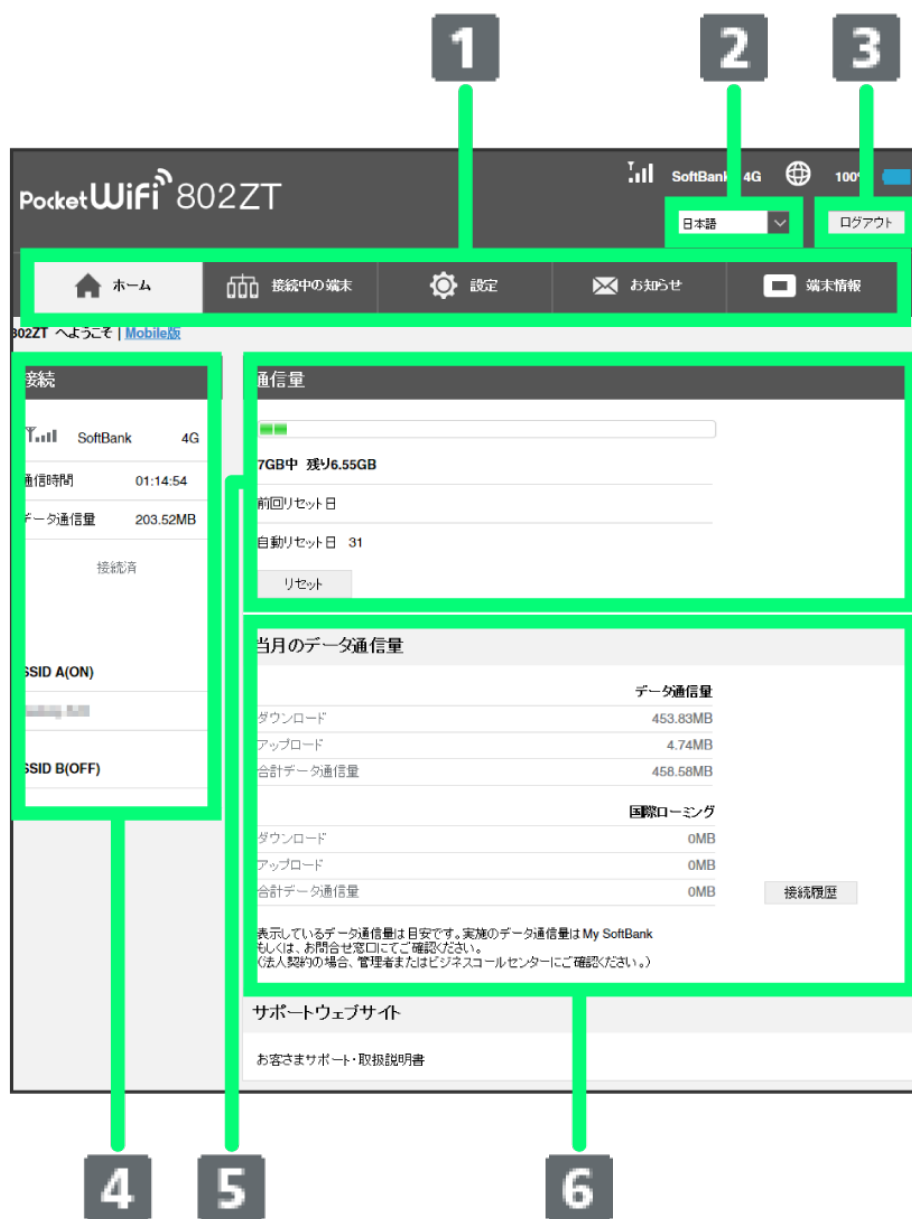 1 2 3
PocketWiFi 802ZT
SoftBank 4G 100%
日本語 ログアウト
ホーム 接続中の端末 設定 お知らせ 端末情報
802ZT へようこそ | Mobile版
接続
SoftBank 4G
通信時間 01:14:54
データ通信量 203.52MB
接続済
SSID A(ON)
SSID B(OFF)
通信量
7GB中 残り6.55GB
前回リセット日
自動リセット日 31
リセット
当月のデータ通信量
データ通信量
ダウンロード 453.83MB
アップロード 4.74MB
合計データ通信量 458.58MB
国際ローミング
ダウンロード 0MB
アップロード 0MB
合計データ通信量 0MB 接続履歴
表示しているデータ通信量は目安です。実施のデータ通信量は My SoftBank
もしくは、お問合せ窓口にてご確認ください。
(法人契約の場合、管理者またはビジネスコールセンターにご確認ください。)
サポートウェブサイト
お客さまサポート・取扱説明書
4 5 6